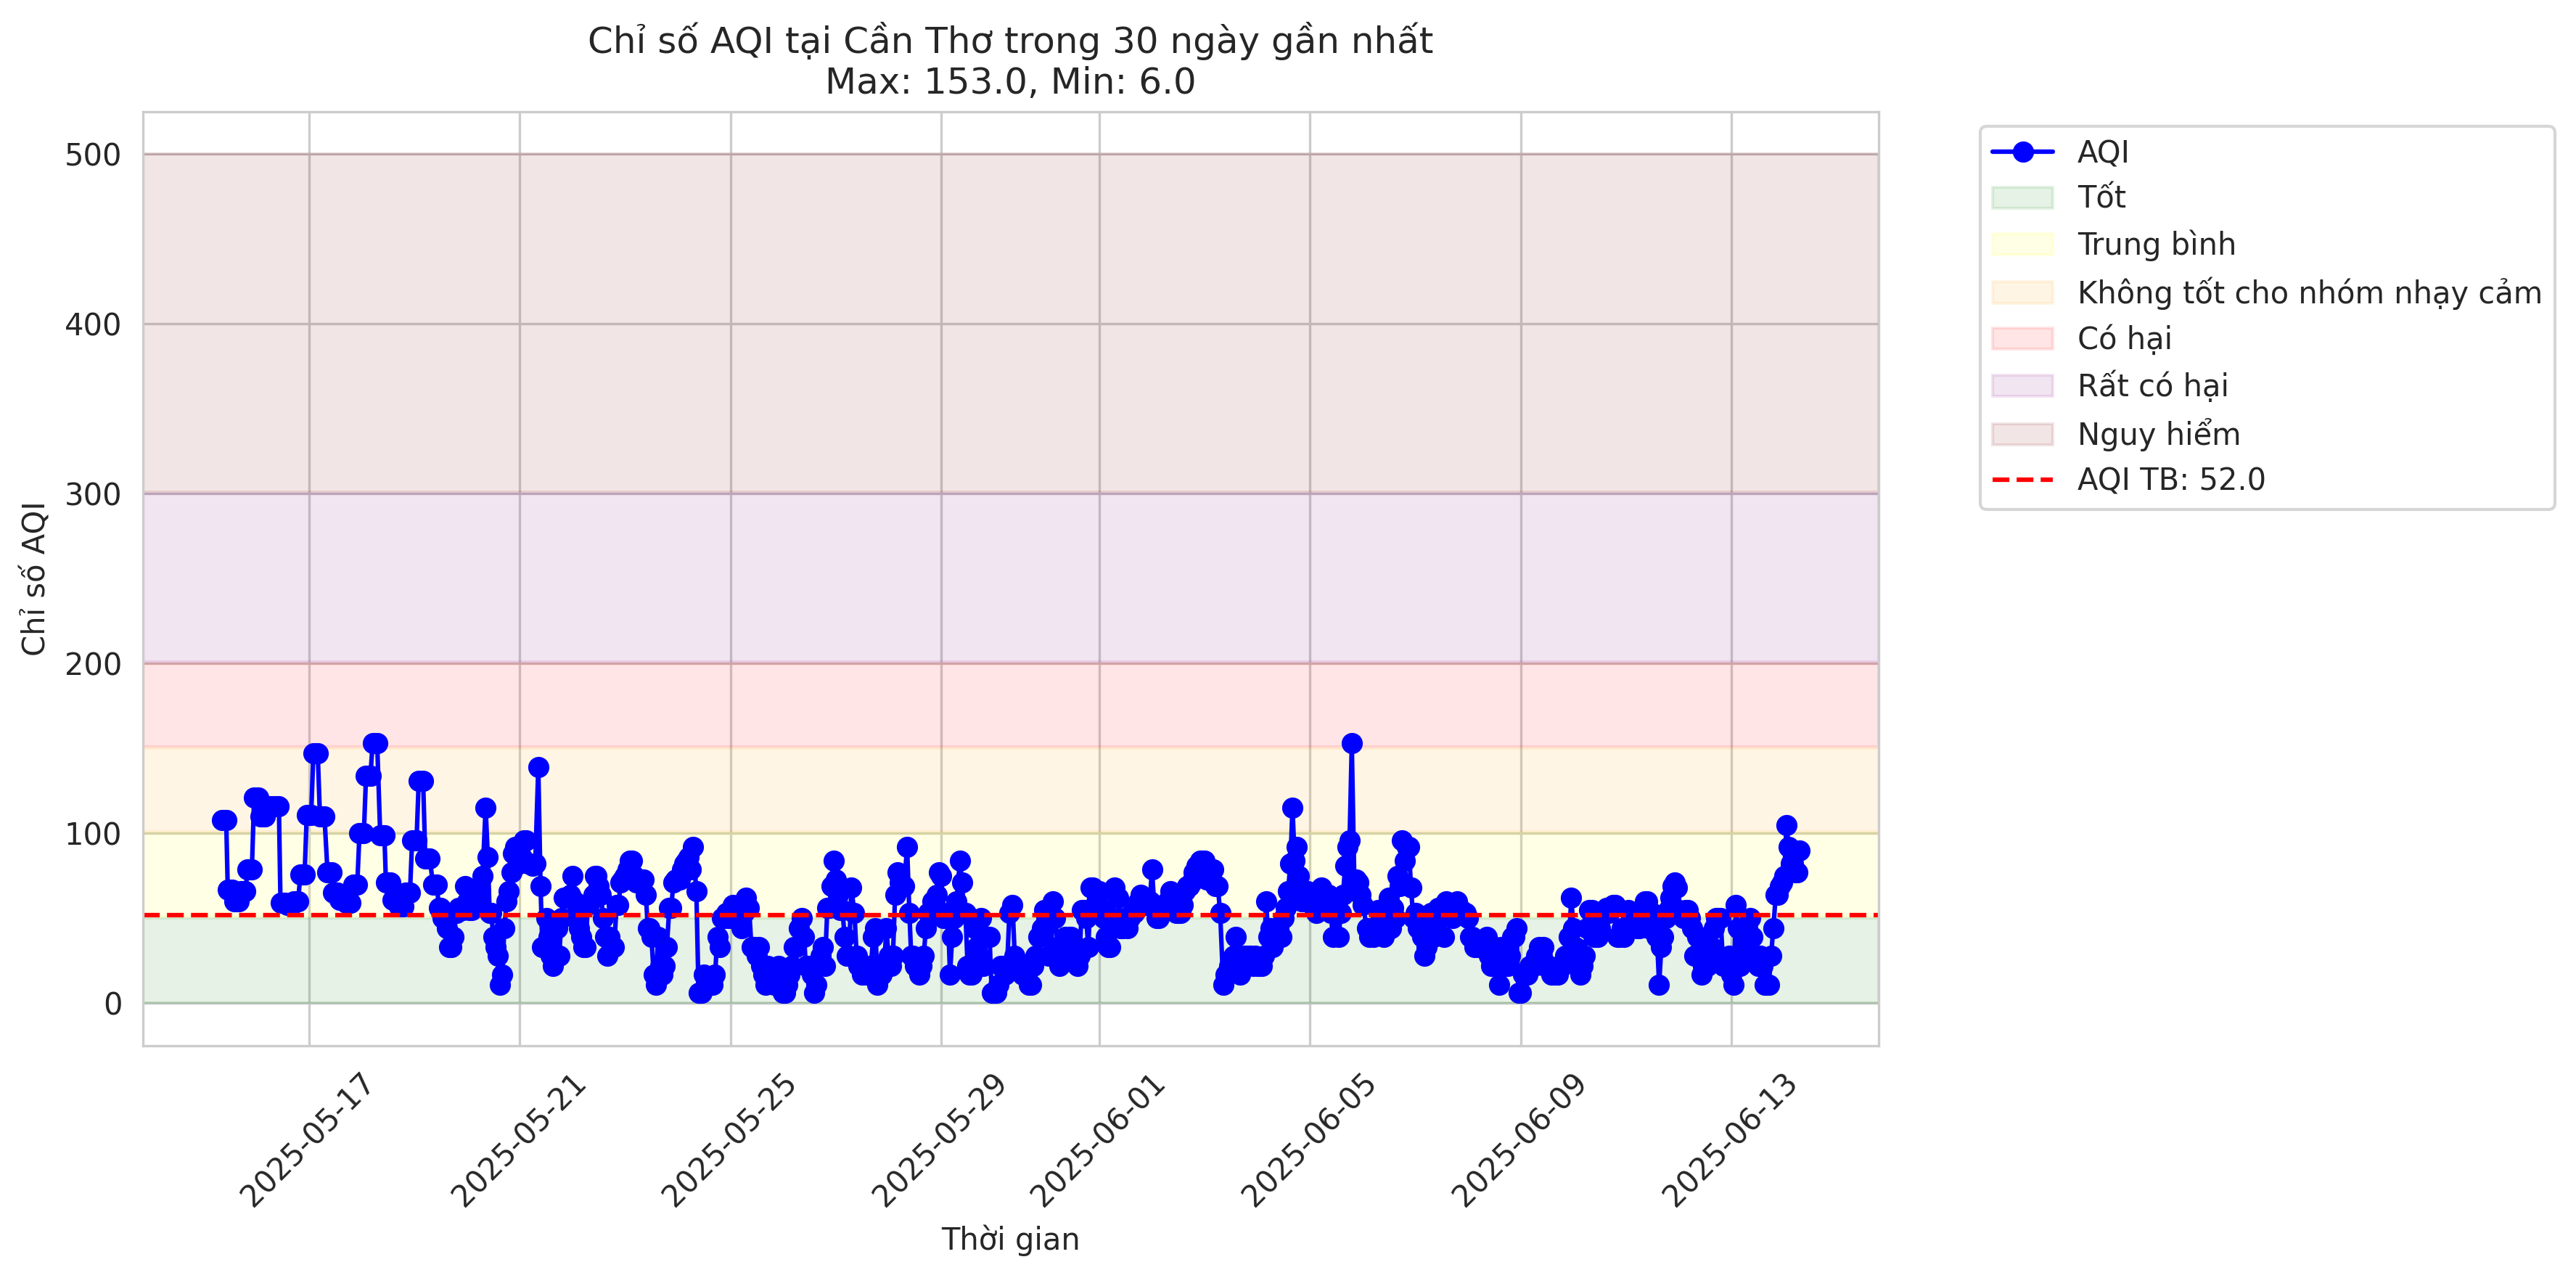 Chỉ số AQI tại Cần Thơ trong 30 ngày gần nhất
Max: 153.0, Min: 6.0
Chỉ số AQI
500
400
300
200
100
0
2025-05-17
2025-05-21
2025-05-25
2025-05-29
2025-06-01
2025-06-05
2025-06-09
2025-06-13
Thời gian
AQI
Tốt
Trung bình
Không tốt cho nhóm nhạy cảm
Có hại
Rất có hại
Nguy hiểm
AQI TB: 52.0